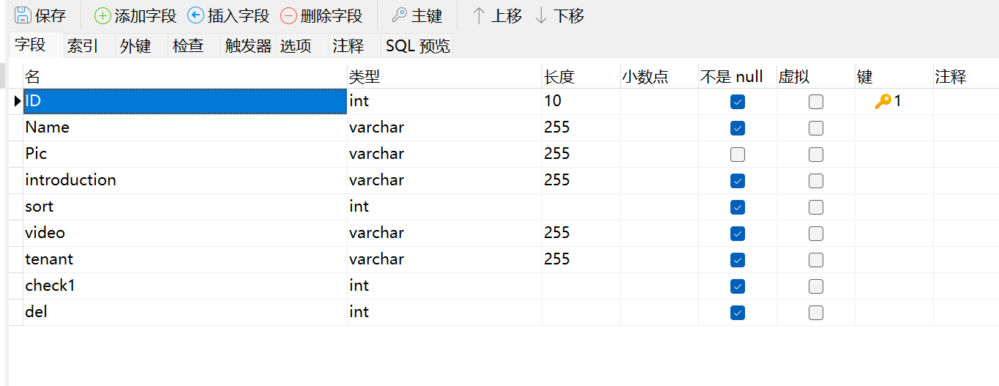 保存 添加字段 插入字段 删除字段 主键 上移 下移
字段 索引 外键 检查 触发器 选项 注释 SQL 预览
名 类型 长度 小数点 不是 null 虚拟 键 注释
ID int 10 1
Name varchar 255
Pic varchar 255
introduction varchar 255
sort int
video varchar 255
tenant varchar 255
check1 int
del int